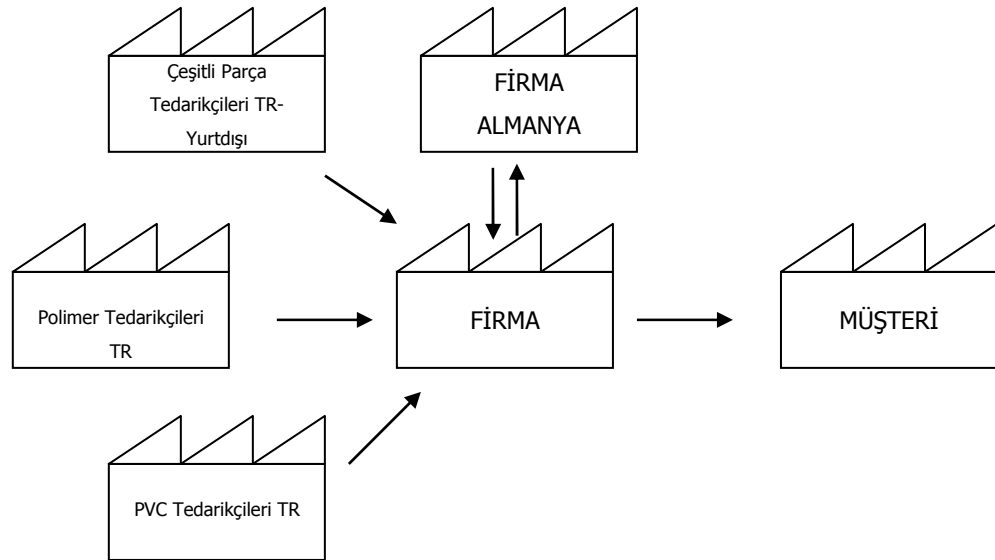 Çeşitli Parça
Tedarikçileri TR-
Yurtdışı
FİRMA
ALMANYA
Polimer Tedarikçileri
TR
FİRMA
MÜŞTERİ
PVC Tedarikçileri TR